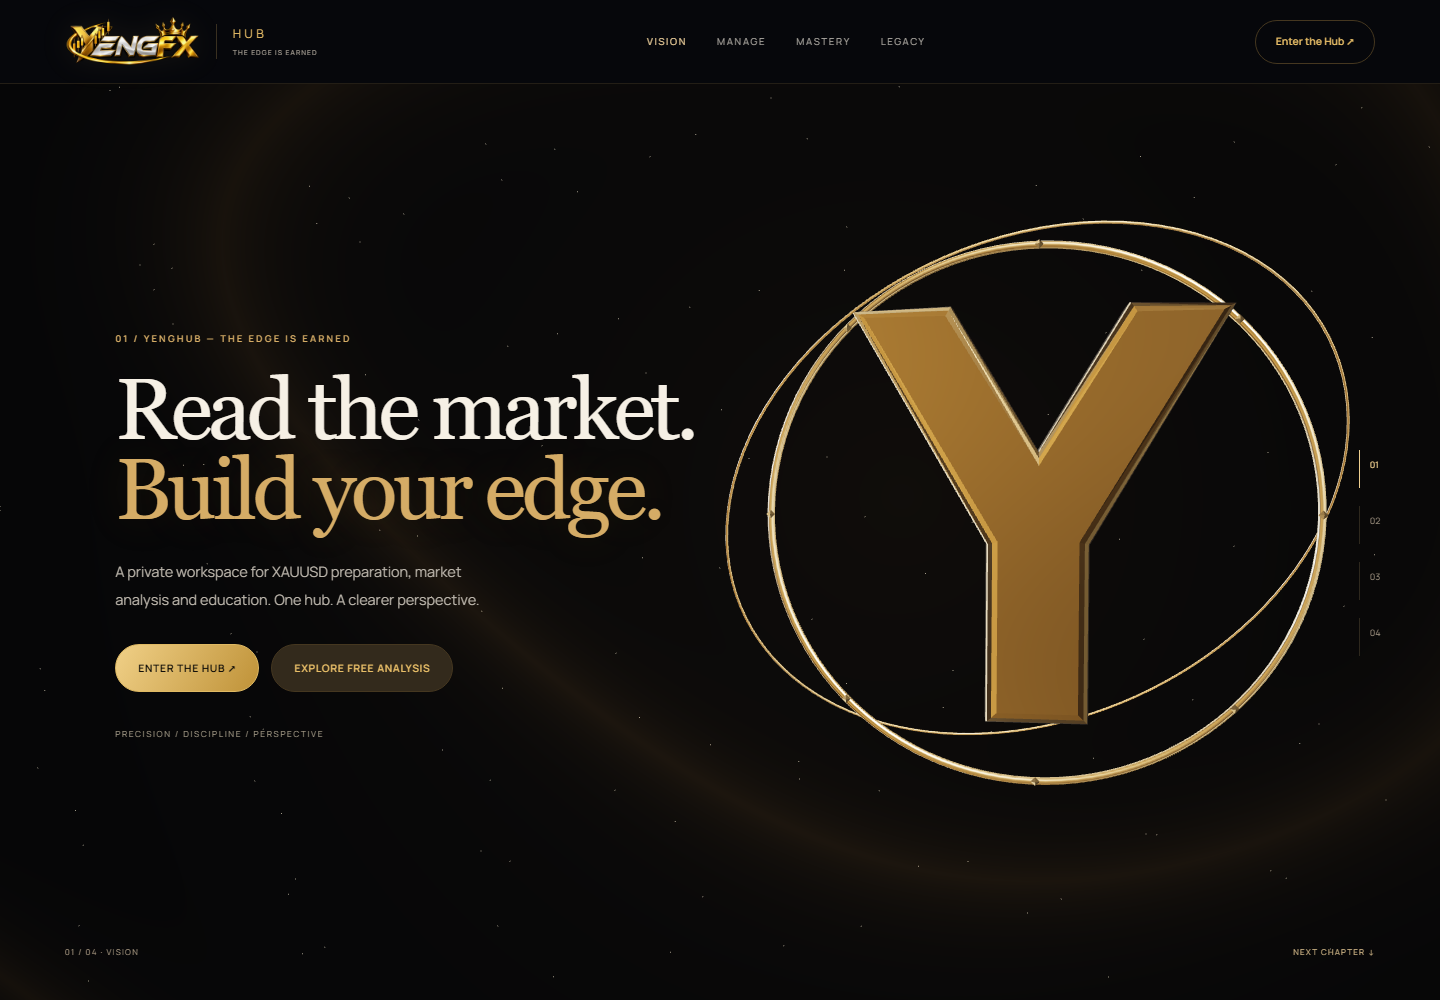 YENGFX
HUB
THE EDGE IS EARNED
VISION
MANAGE
MASTERY
LEGACY
Enter the Hub ↗
01 / YENGHUB — THE EDGE IS EARNED
Read the market.
Build your edge.
A private workspace for XAUUSD preparation, market
analysis and education. One hub. A clearer perspective.
ENTER THE HUB ↗
EXPLORE FREE ANALYSIS
PRECISION / DISCIPLINE / PERSPECTIVE
Y
01
02
03
04
01 / 04 · VISION
NEXT CHAPTER ↓